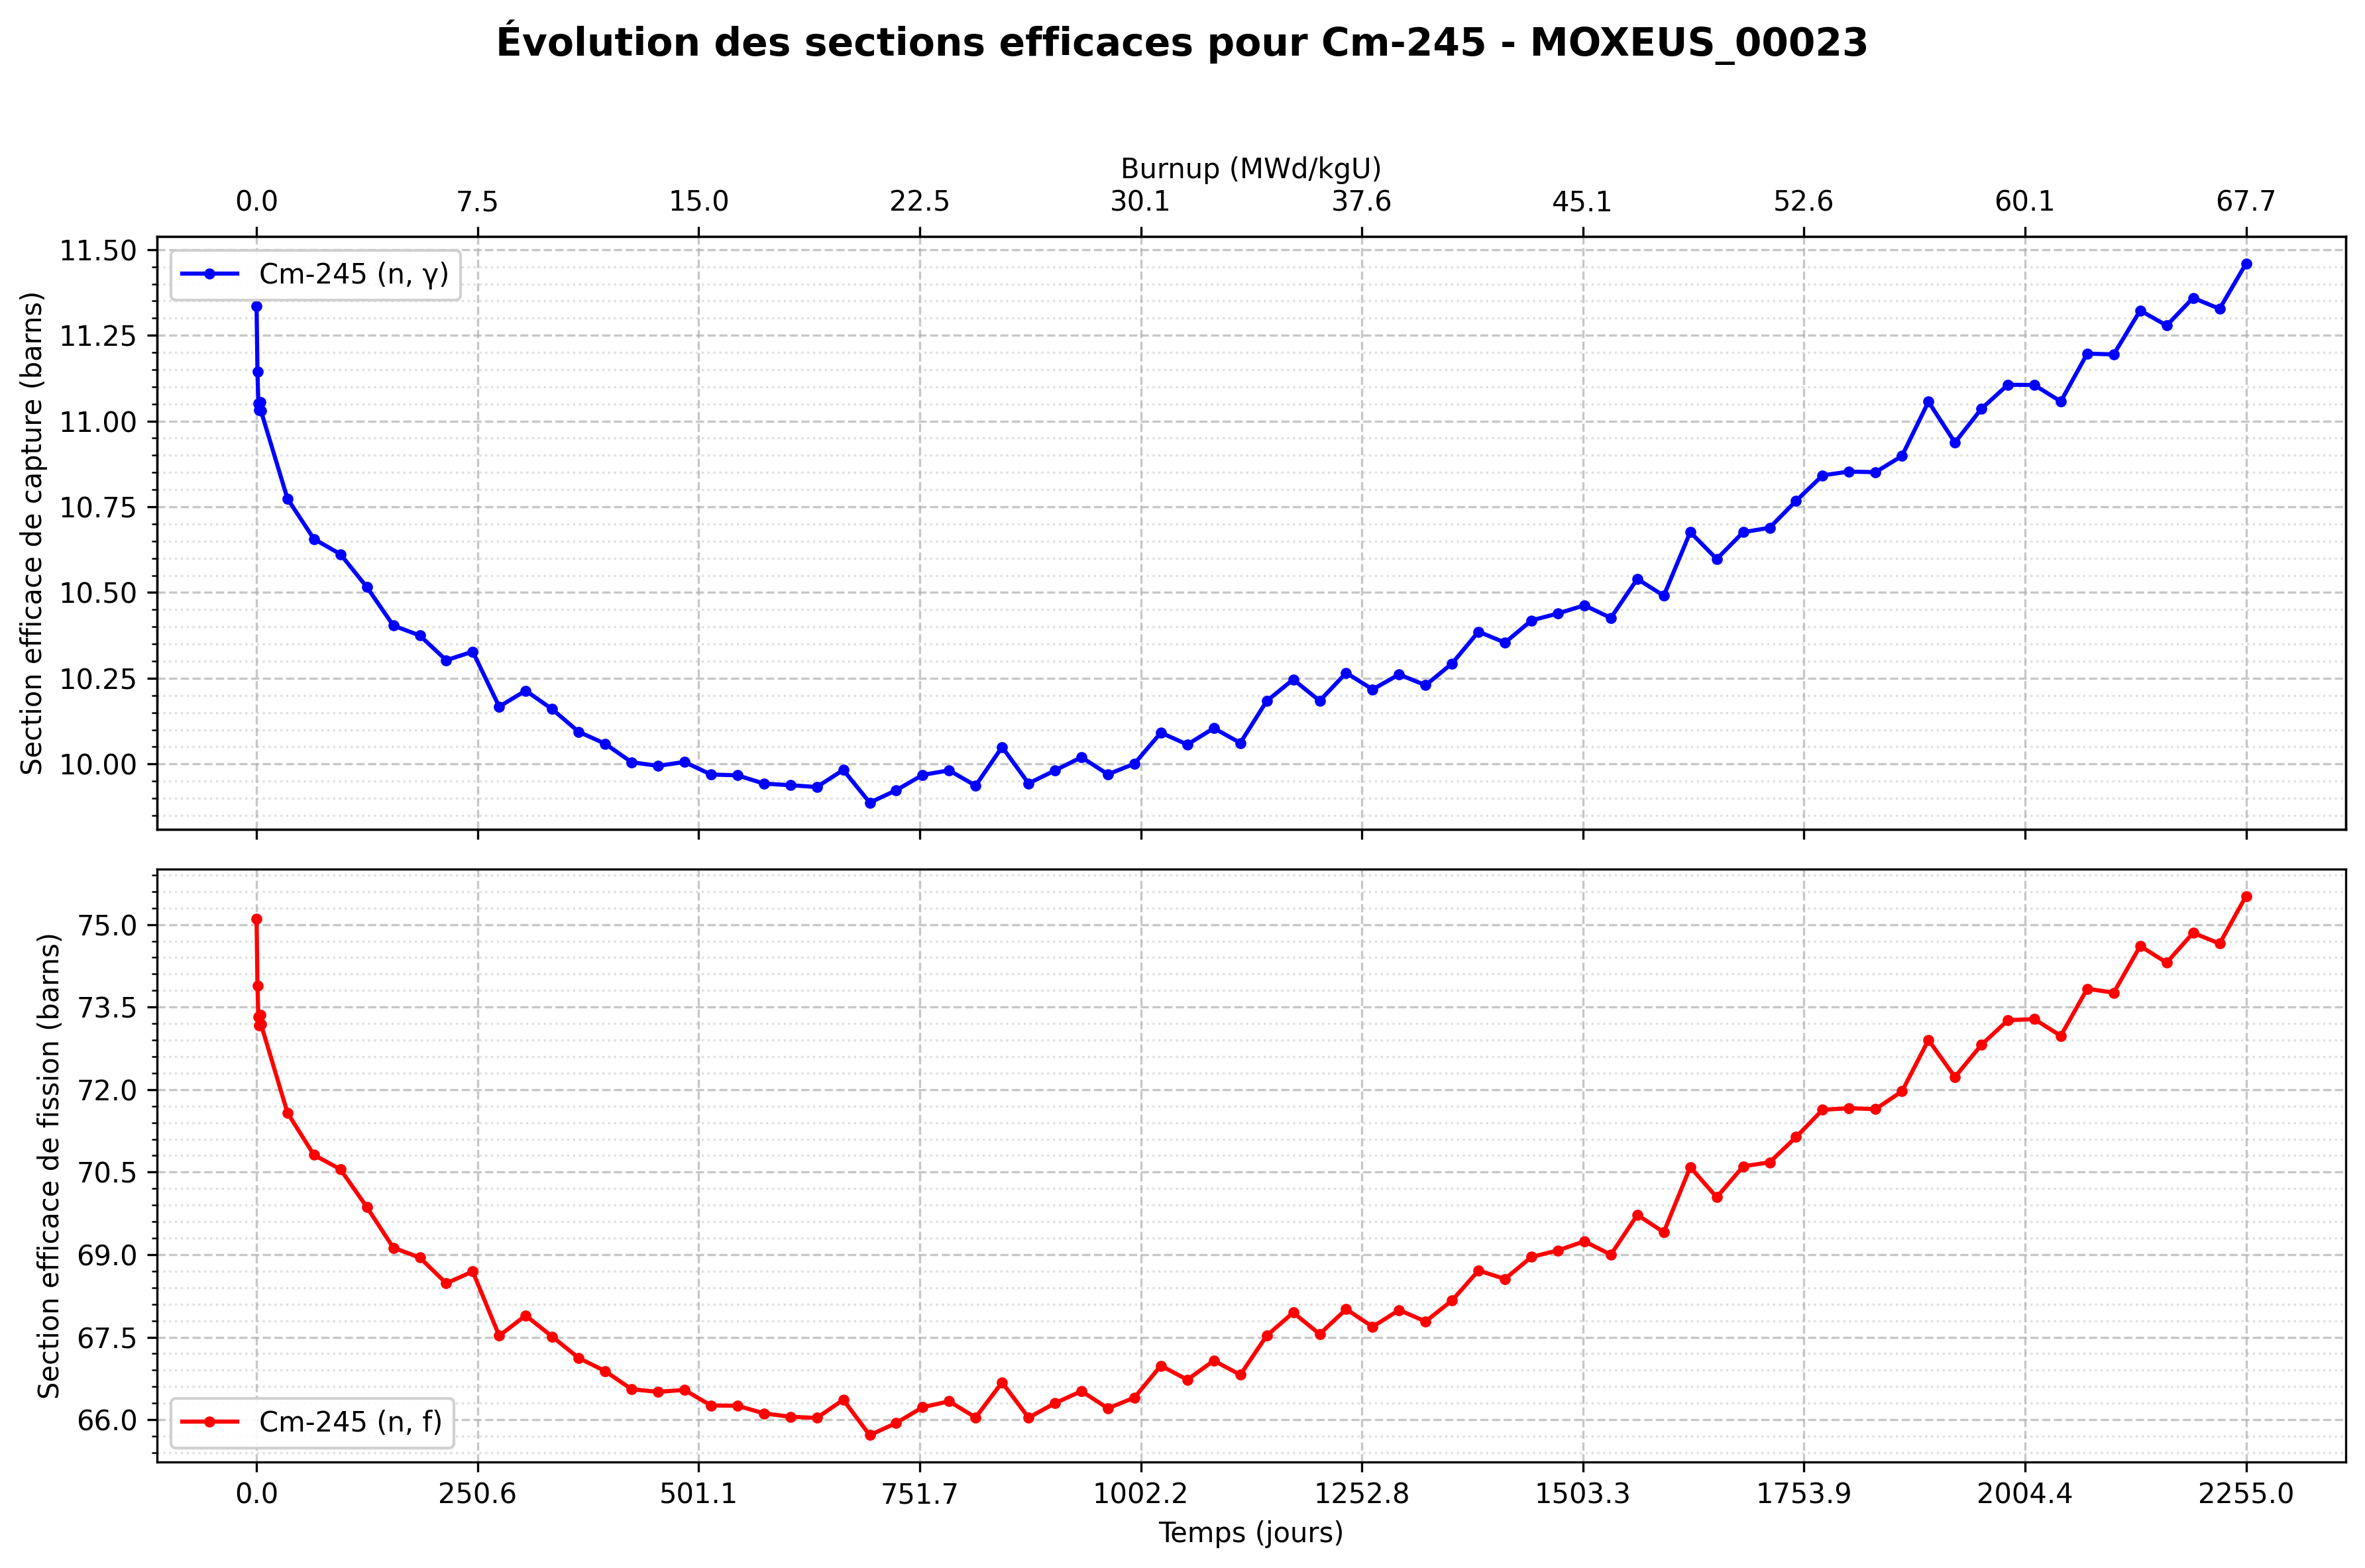 Évolution des sections efficaces pour Cm-245 - MOXEUS_00023
Burnup (MWd/kgU)
0.0 7.5 15.0 22.5 30.1 37.6 45.1 52.6 60.1 67.7
Section efficace de capture (barns)
11.50
11.25
11.00
10.75
10.50
10.25
10.00
Cm-245 (n, γ)
Section efficace de fission (barns)
75.0
73.5
72.0
70.5
69.0
67.5
66.0
Cm-245 (n, f)
0.0 250.6 501.1 751.7 1002.2 1252.8 1503.3 1753.9 2004.4 2255.0
Temps (jours)